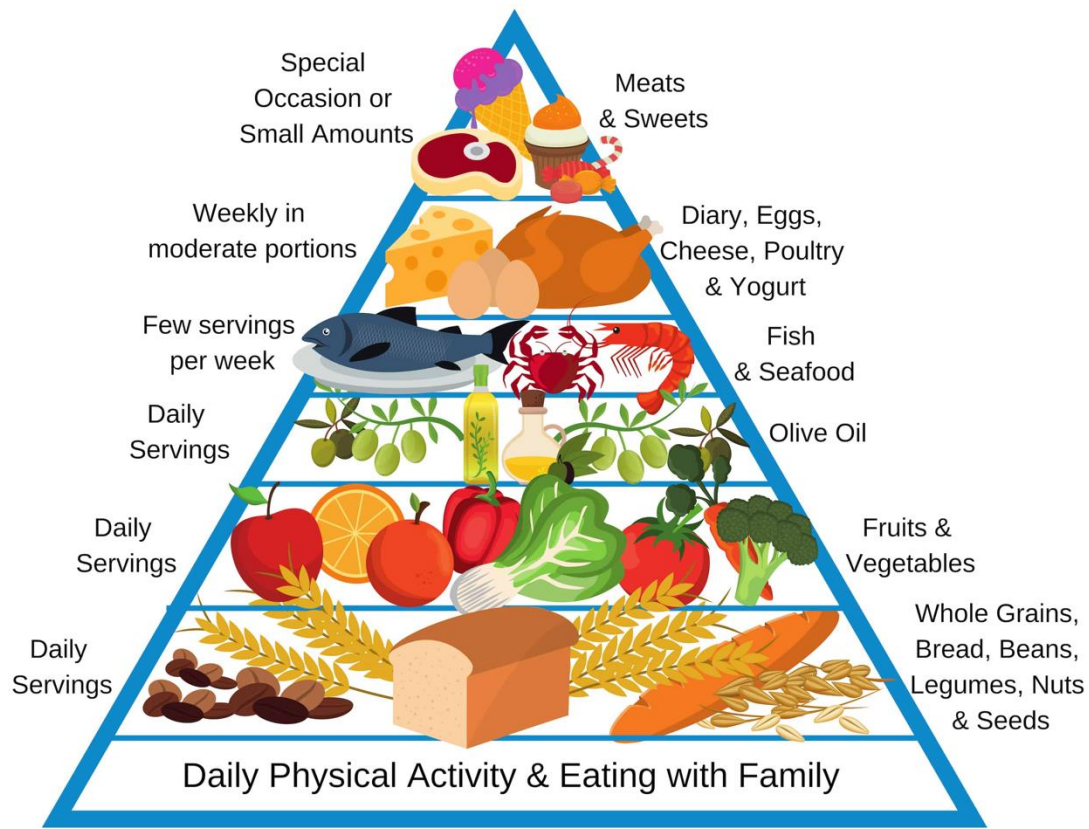 Special
Occasion or
Small Amounts
Meats
& Sweets
Weekly in
moderate portions
Diary, Eggs,
Cheese, Poultry
& Yogurt
Few servings
per week
Fish
& Seafood
Daily
Servings
Olive Oil
Daily
Servings
Fruits &
Vegetables
Daily
Servings
Whole Grains,
Bread, Beans,
Legumes, Nuts
& Seeds
Daily Physical Activity & Eating with Family